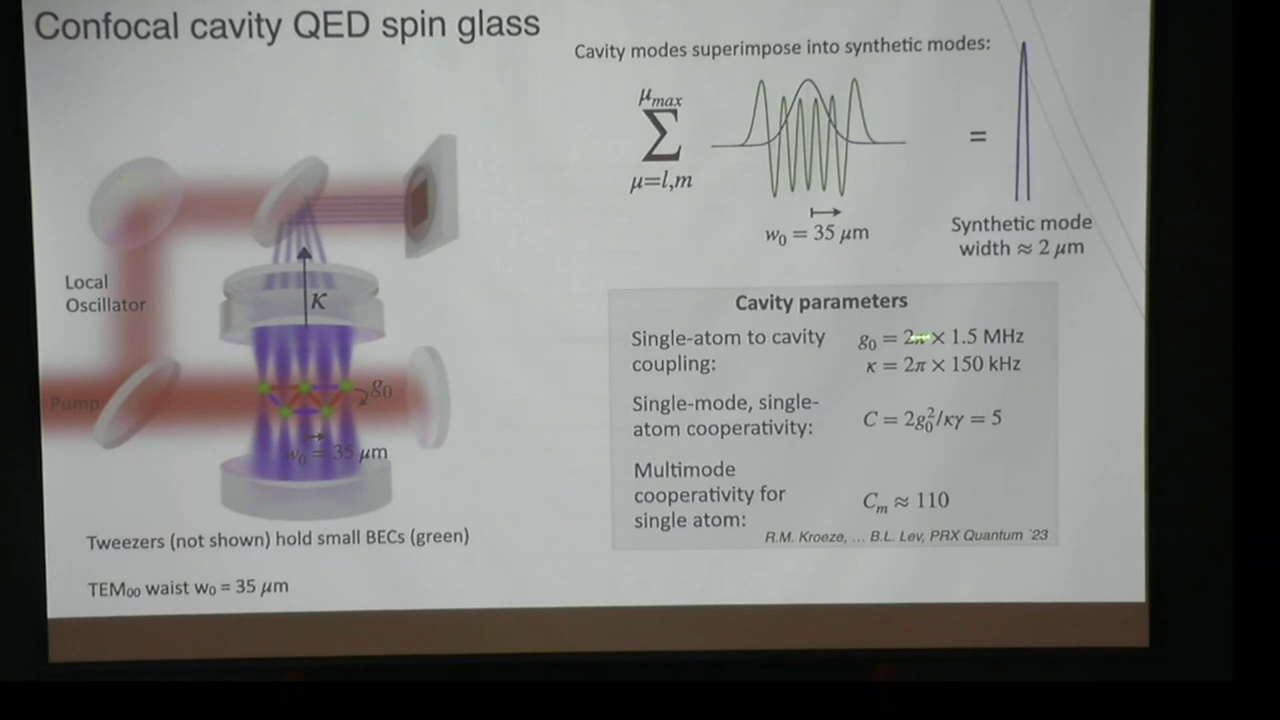 Confocal cavity QED spin glass
Cavity modes superimpose into synthetic modes:
μmax
∑
μ=l,m
=
w₀ = 35 μm
Synthetic mode
width ≈ 2 μm
Local
Oscillator
κ
Pump
g₀
w₀ = 35 μm
Tweezers (not shown) hold small BECs (green)
TEM₀₀ waist w₀ = 35 μm
Cavity parameters
Single-atom to cavity
coupling:
g₀ = 2π × 1.5 MHz
κ = 2π × 150 kHz
Single-mode, single-
atom cooperativity:
C = 2g₀²/κγ = 5
Multimode
cooperativity for
single atom:
Cₘ ≈ 110
R.M. Kroeze, ... B.L. Lev, PRX Quantum `23